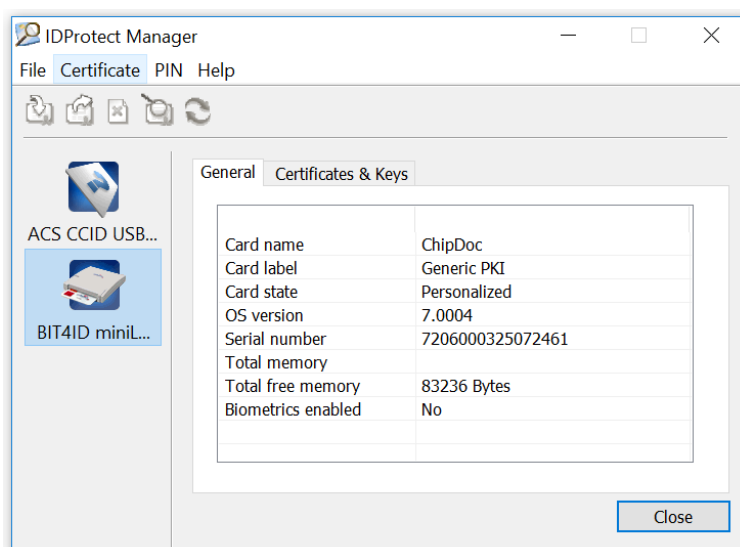 IDProtect Manager
File Certificate PIN Help
General Certificates & Keys
ACS CCID USB...
BIT4ID miniL...
Card name ChipDoc
Card label Generic PKI
Card state Personalized
OS version 7.0004
Serial number 7206000325072461
Total memory
Total free memory 83236 Bytes
Biometrics enabled No
Close